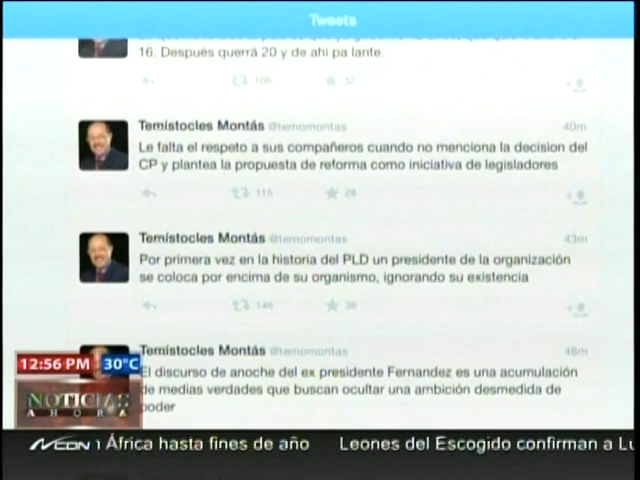 Tweets
16. Después querrá 20 y de ahí pa lante.
106 32
Temístocles Montás @temomontas 40m
Le falta el respeto a sus compañeros cuando no menciona la decision del
CP y plantea la propuesta de reforma como iniciativa de legisladores
115 28
Temístocles Montás @temomontas 43m
Por primera vez en la historia del PLD un presidente de la organización
se coloca por encima de su organismo, ignorando su existencia
146 36
Temístocles Montás @temomontas 46m
El discurso de anoche del ex presidente Fernandez es una acumulación
de medias verdades que buscan ocultar una ambición desmedida de
poder
12:56 PM 30°C
NOTICIAS
AHORA
CDN 1 África hasta fines de año Leones del Escogido confirman a Lu